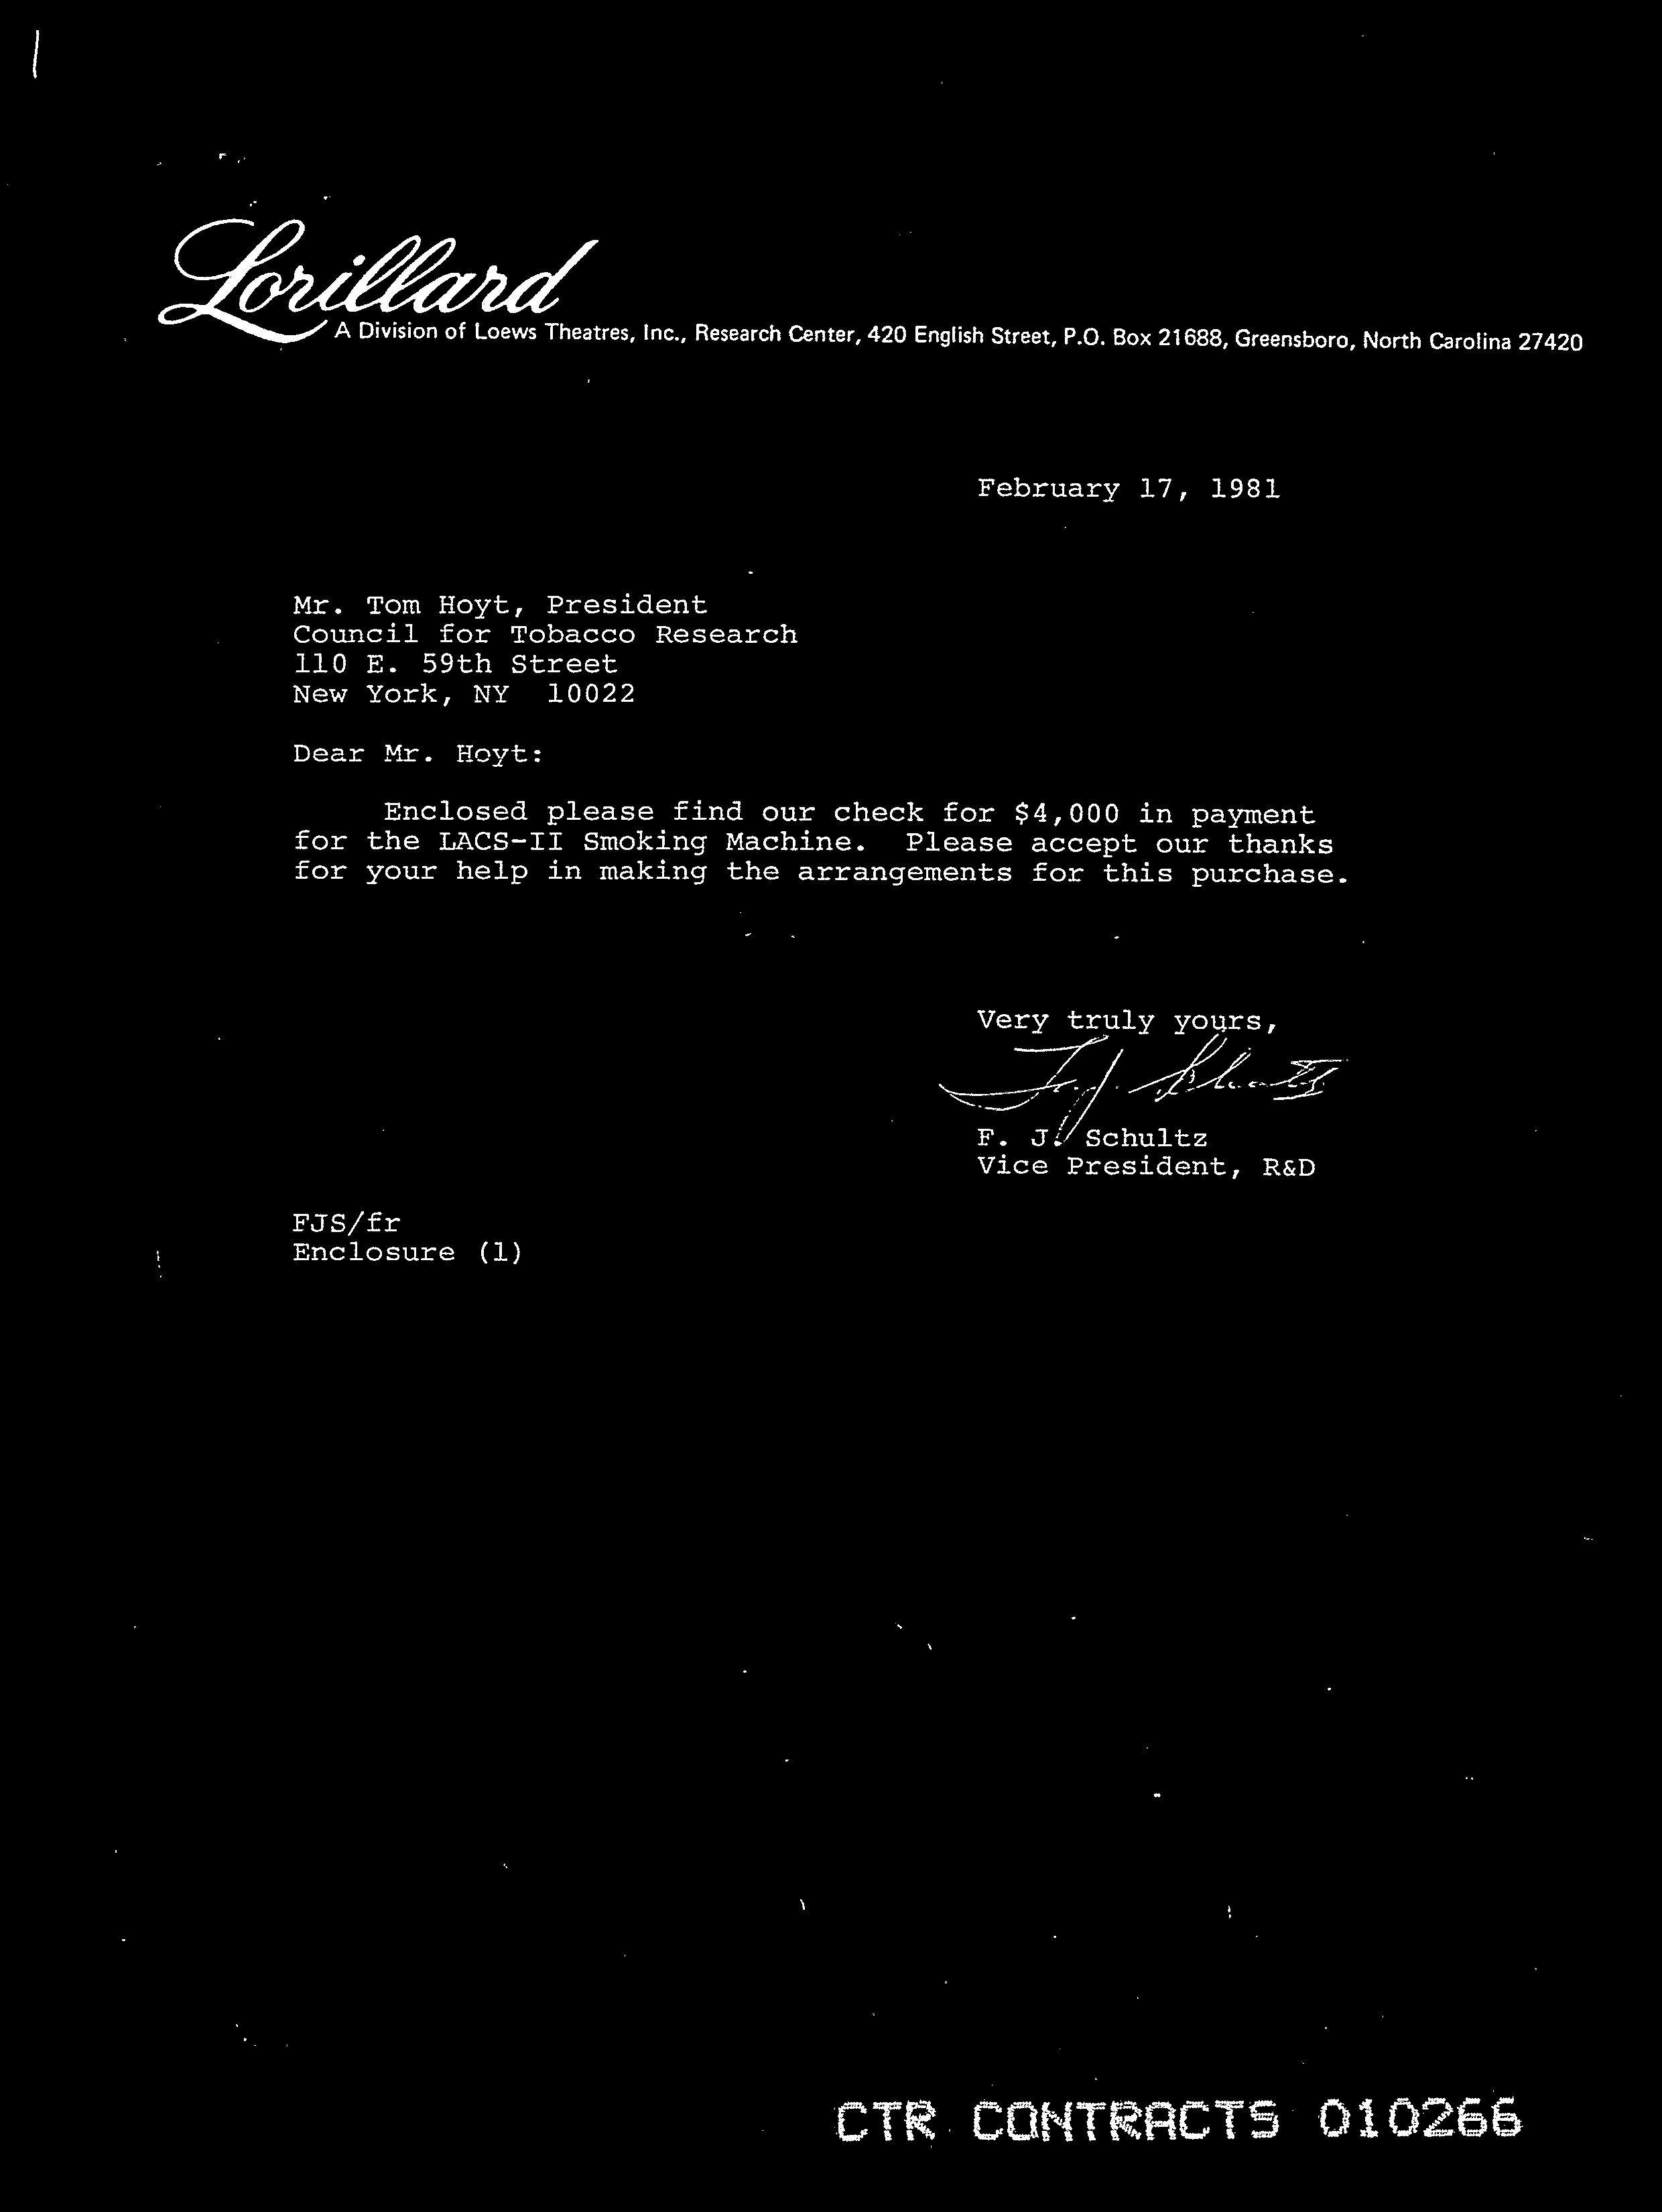 Lorillard
A Division of Loews Theatres, Inc., Research Center, 420 English Street, P.O. Box 21688, Greensboro, North Carolina 27420
February 17, 1981
Mr. Tom Hoyt, President
Council for Tobacco Research
110 E. 59th Street
New York, NY 10022
Dear Mr. Hoyt:
Enclosed please find our check for $4,000 in payment
for the LACS-II Smoking Machine. Please accept our thanks
for your help in making the arrangements for this purchase.
Very truly yours,
F. J. Schultz
F. J. Schultz
Vice President, R&D
FJS/fr
Enclosure (1)
CTR CONTRACTS 010266